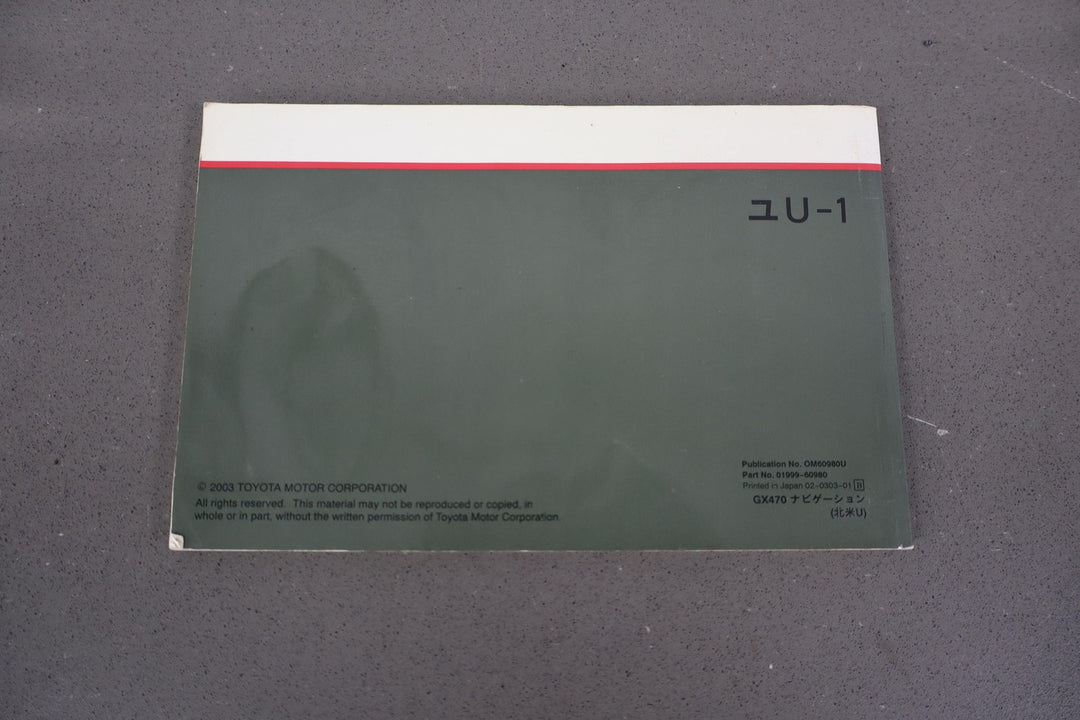 ユU-1
© 2003 TOYOTA MOTOR CORPORATION
All rights reserved. This material may not be reproduced or copied, in
whole or in part, without the written permission of Toyota Motor Corporation.
Publication No. OM60980U
Part No. 01999-60980
Printed in Japan 02-0303-01
GX470 ナビゲーション
(北米U)